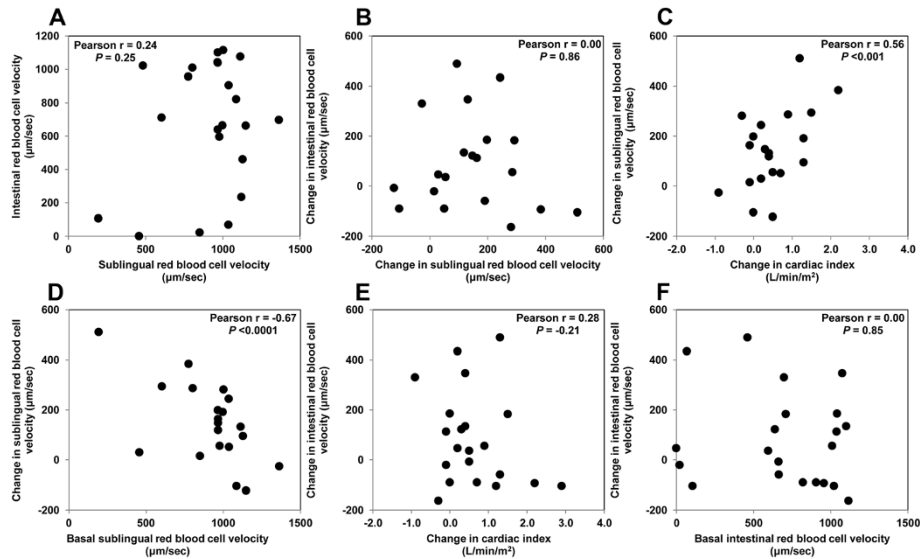 A
Pearson r = 0.24
P = 0.25
Intestinal red blood cell
velocity
(µm/sec)
1200
1000
800
600
400
200
0
0
500
1000
1500
Sublingual red blood cell velocity
(µm/sec)
B
Pearson r = 0.00
P = 0.86
Change in intestinal red blood cell
velocity (µm/sec)
600
400
200
0
-200
-200
0
200
400
600
Change in sublingual red blood cell velocity
(µm/sec)
C
Pearson r = 0.56
P <0.001
Change in sublingual red blood cell
velocity (µm/sec)
600
400
200
0
-200
-2.0
-1.0
0.0
1.0
2.0
3.0
4.0
Change in cardiac index
(L/min/m²)
D
Pearson r = -0.67
P <0.0001
Change in sublingual red blood cell
velocity (µm/sec)
600
400
200
0
-200
0
500
1000
1500
Basal sublingual red blood cell velocity
(µm/sec)
E
Pearson r = 0.28
P = -0.21
Change in intestinal red blood cell
velocity (µm/sec)
600
400
200
0
-200
-2.0
-1.0
0.0
1.0
2.0
3.0
4.0
Change in cardiac index
(L/min/m²)
F
Pearson r = 0.00
P = 0.85
Change in intestinal red blood cell
velocity (µm/sec)
600
400
200
0
-200
0
500
1000
1500
Basal intestinal red blood cell velocity
(µm/sec)